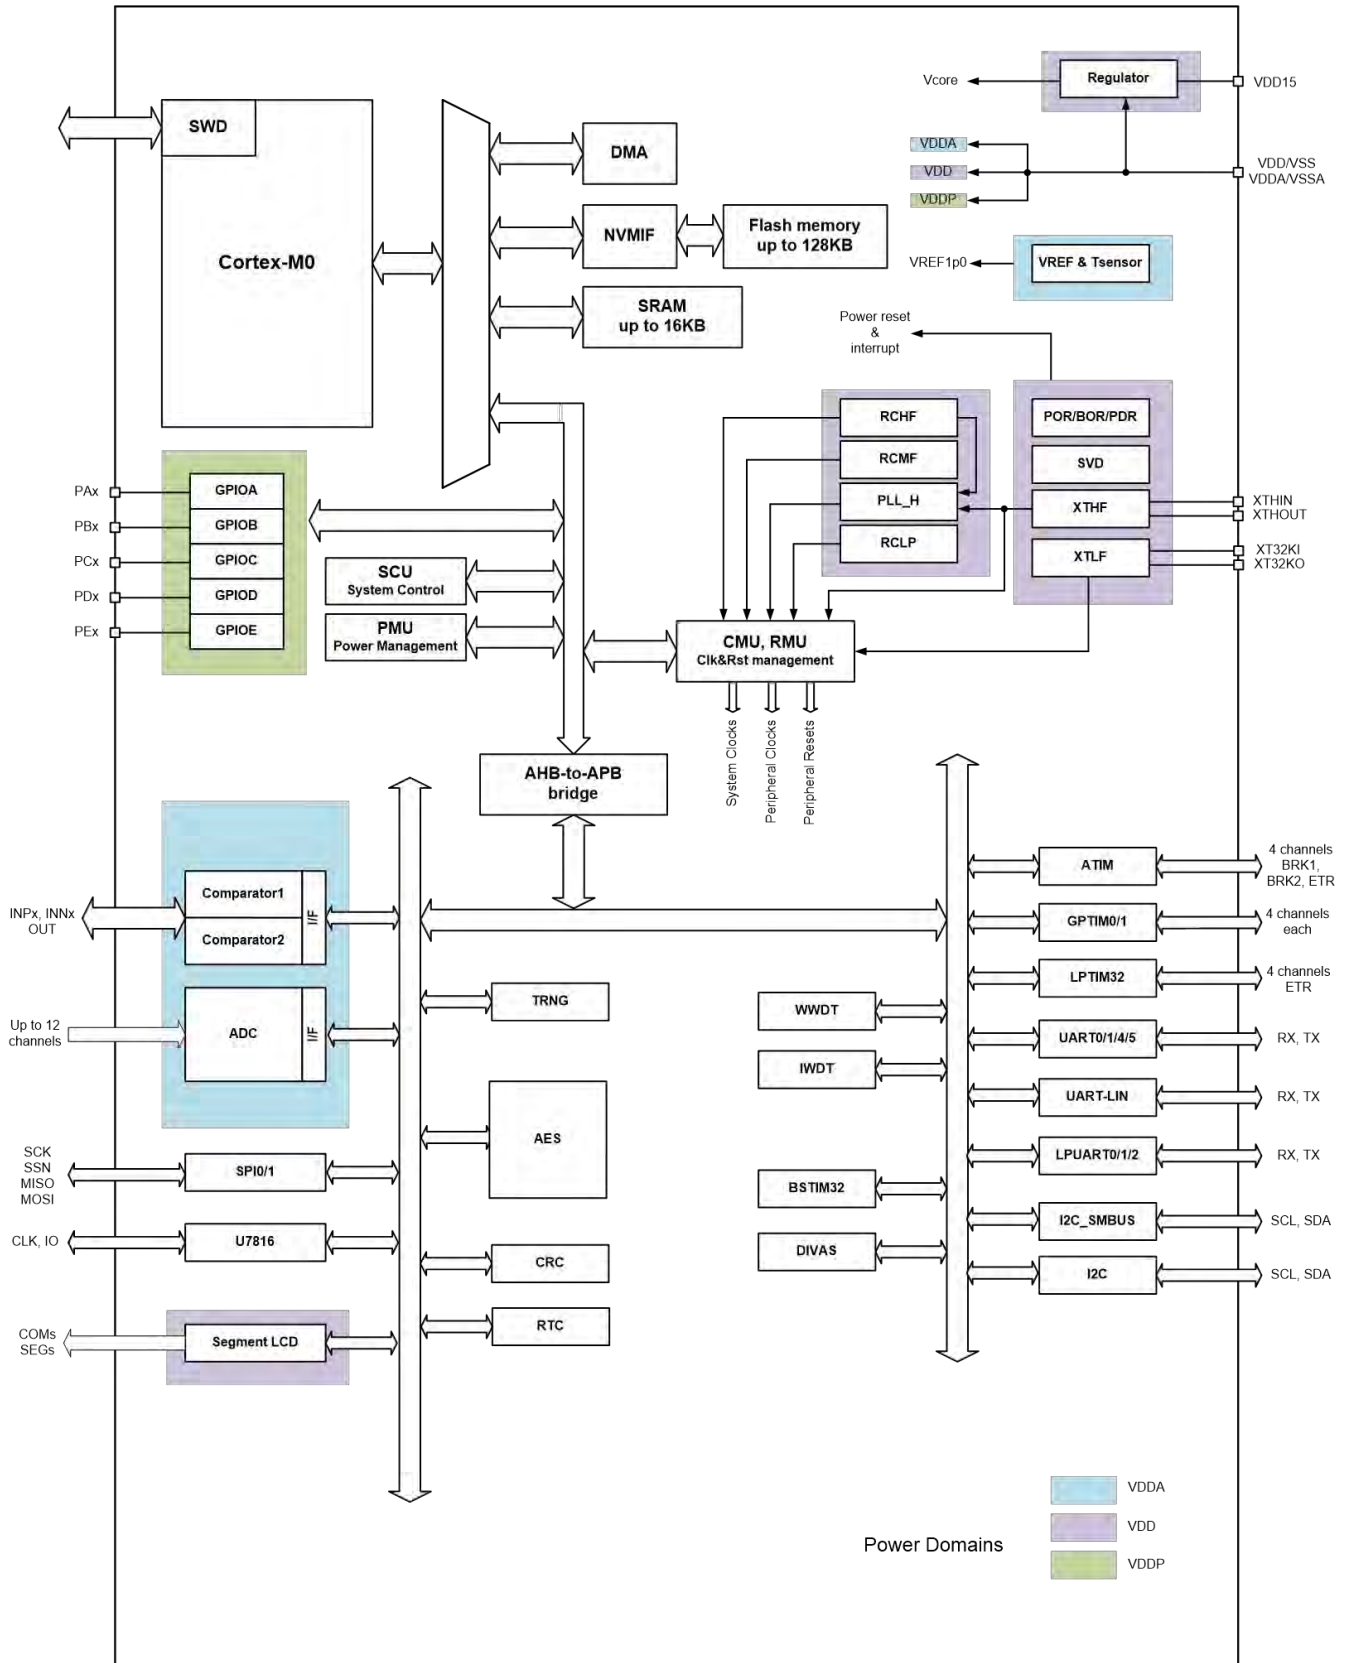 Regulator
Vcore
VDD15
SWD
VDDA
DMA
VDD/VSS
VDD
VDDA/VSSA
VDDP
Flash memory
NVMIF
up to 128KB
Cortex-M0
VREF1p0
VREF & Tsensor
SRAM
up to 16KB
Power reset
&
interrupt
RCHF
POR/BOR/PDR
RCMF
SVD
PAx
GPIOA
PLL_H
XTHF
XTHIN
XTHOUT
PBx
GPIOB
RCLP
XTLF
XT32KI
XT32KO
PCx
GPIOC
SCU
System Control
PDx
GPIOD
PEx
GPIOE
PMU
Power Management
CMU, RMU
Clk&Rst management
System Clocks
Peripheral Clocks
Peripheral Resets
AHB-to-APB
bridge
4 channels
BRK1,
BRK2, ETR
ATIM
Comparator1
I/F
INPx, INNx
OUT
Comparator2
GPTIM0/1
4 channels
each
LPTIM32
4 channels
ETR
TRNG
WWDT
Up to 12
channels
ADC
I/F
UART0/1/4/5
RX, TX
IWDT
UART-LIN
RX, TX
AES
SCK
SSN
MISO
MOSI
SPI0/1
LPUART0/1/2
RX, TX
BSTIM32
I2C_SMBUS
SCL, SDA
CLK, IO
U7816
DIVAS
CRC
I2C
SCL, SDA
RTC
COMs
SEGs
Segment LCD
VDDA
VDD
Power Domains
VDDP